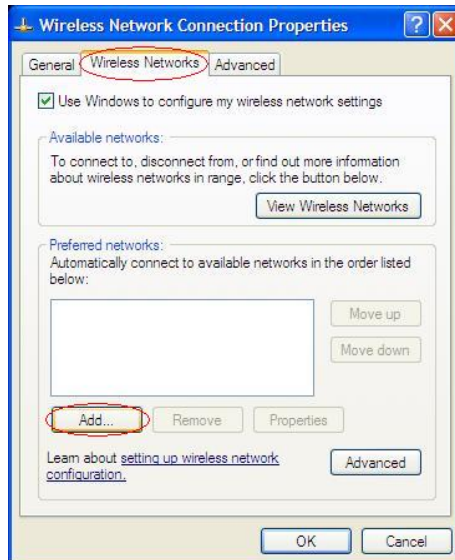 Wireless Network Connection Properties
General Wireless Networks Advanced
Use Windows to configure my wireless network settings
Available networks:
To connect to, disconnect from, or find out more information
about wireless networks in range, click the button below.
View Wireless Networks
Preferred networks:
Automatically connect to available networks in the order listed
below:
Move up
Move down
Add... Remove Properties
Learn about setting up wireless network
configuration.
Advanced
OK Cancel